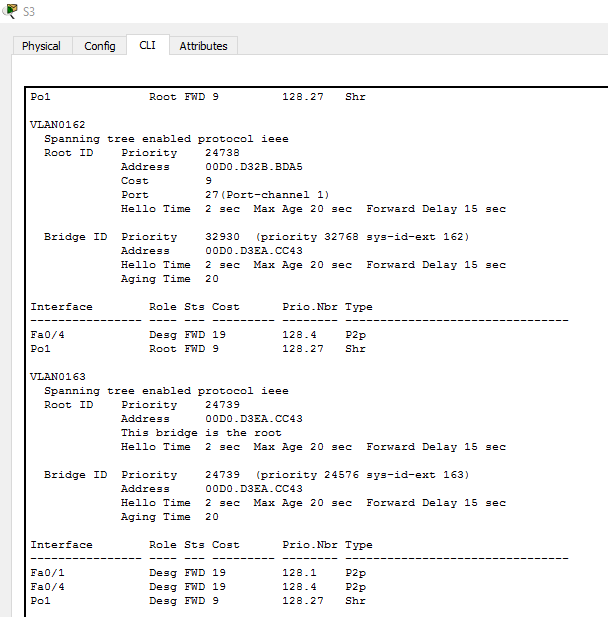 S3
Physical Config CLI Attributes
Po1 Root FWD 9 128.27 Shr
VLAN0162
Spanning tree enabled protocol ieee
Root ID Priority 24738
Address 00D0.D32B.BDA5
Cost 9
Port 27(Port-channel 1)
Hello Time 2 sec Max Age 20 sec Forward Delay 15 sec
Bridge ID Priority 32930 (priority 32768 sys-id-ext 162)
Address 00D0.D3EA.CC43
Hello Time 2 sec Max Age 20 sec Forward Delay 15 sec
Aging Time 20
Interface Role Sts Cost Prio.Nbr Type
---------------- ---- --- --------- -------- --------------------------------
Fa0/4 Desg FWD 19 128.4 P2p
Po1 Root FWD 9 128.27 Shr
VLAN0163
Spanning tree enabled protocol ieee
Root ID Priority 24739
Address 00D0.D3EA.CC43
This bridge is the root
Hello Time 2 sec Max Age 20 sec Forward Delay 15 sec
Bridge ID Priority 24739 (priority 24576 sys-id-ext 163)
Address 00D0.D3EA.CC43
Hello Time 2 sec Max Age 20 sec Forward Delay 15 sec
Aging Time 20
Interface Role Sts Cost Prio.Nbr Type
---------------- ---- --- --------- -------- --------------------------------
Fa0/1 Desg FWD 19 128.1 P2p
Fa0/4 Desg FWD 19 128.4 P2p
Po1 Desg FWD 9 128.27 Shr